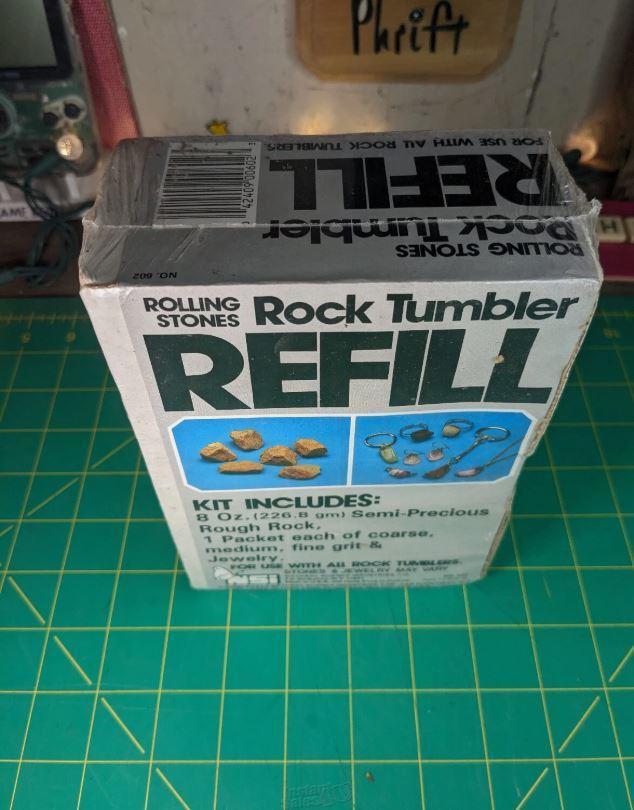 Phrift
AME
H
FOR USE WITH ALL ROCK TUMBLERS
REFILL
Rock Tumbler
ROLLING STONES
NO. 602
ROLLING
STONES
Rock Tumbler
REFILL
KIT INCLUDES:
8 Oz. (226.8 gm) Semi-Precious
Rough Rock,
1 Packet each of coarse,
medium, fine grit &
Jewelry.
FOR USE WITH ALL ROCK TUMBLERS.
STONES & JEWELRY MAY VARY
NSI